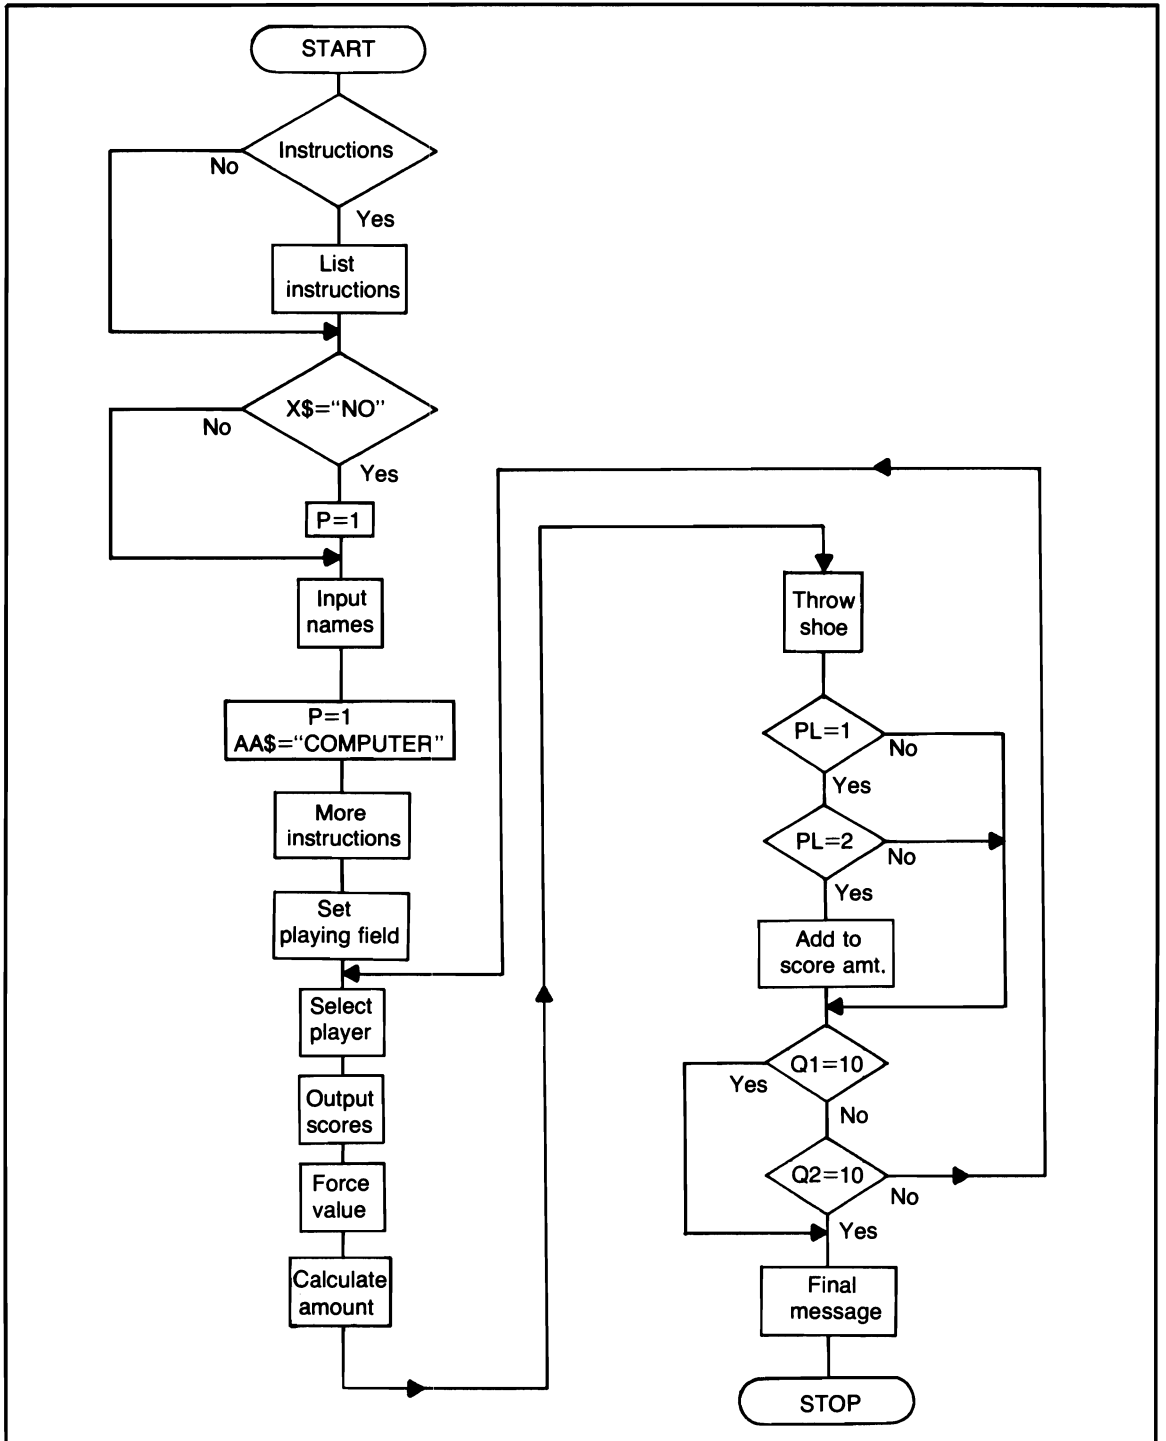 START
Instructions
No
Yes
List
instructions
X$="NO"
No
Yes
P=1
Input
names
P=1
AA$="COMPUTER"
More
instructions
Set
playing field
Select
player
Output
scores
Force
value
Calculate
amount
Throw
shoe
PL=1
No
Yes
PL=2
No
Yes
Add to
score amt.
Q1=10
Yes
No
Q2=10
No
Yes
Final
message
STOP